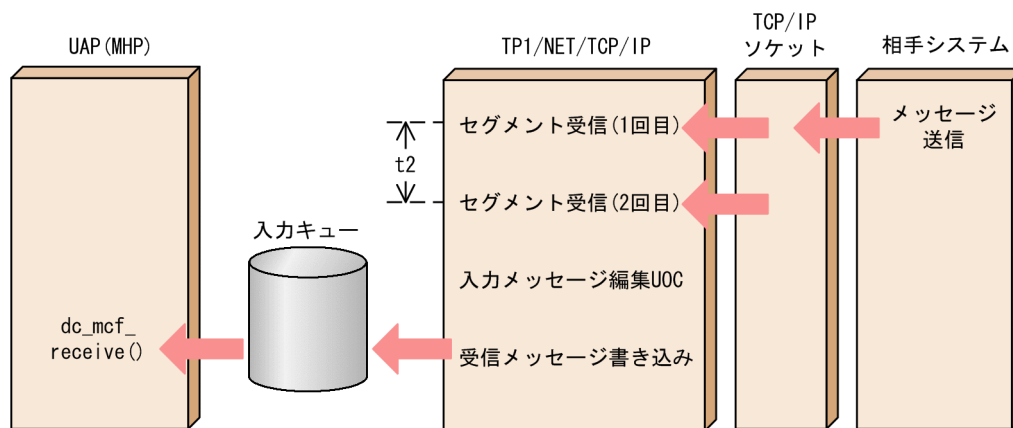 UAP(MHP)
TP1/NET/TCP/IP
TCP/IP
ソケット
相手システム
セグメント受信(1回目)
メッセージ
送信
t2
セグメント受信(2回目)
入力キュー
入力メッセージ編集UOC
dc_mcf_
receive()
受信メッセージ書き込み